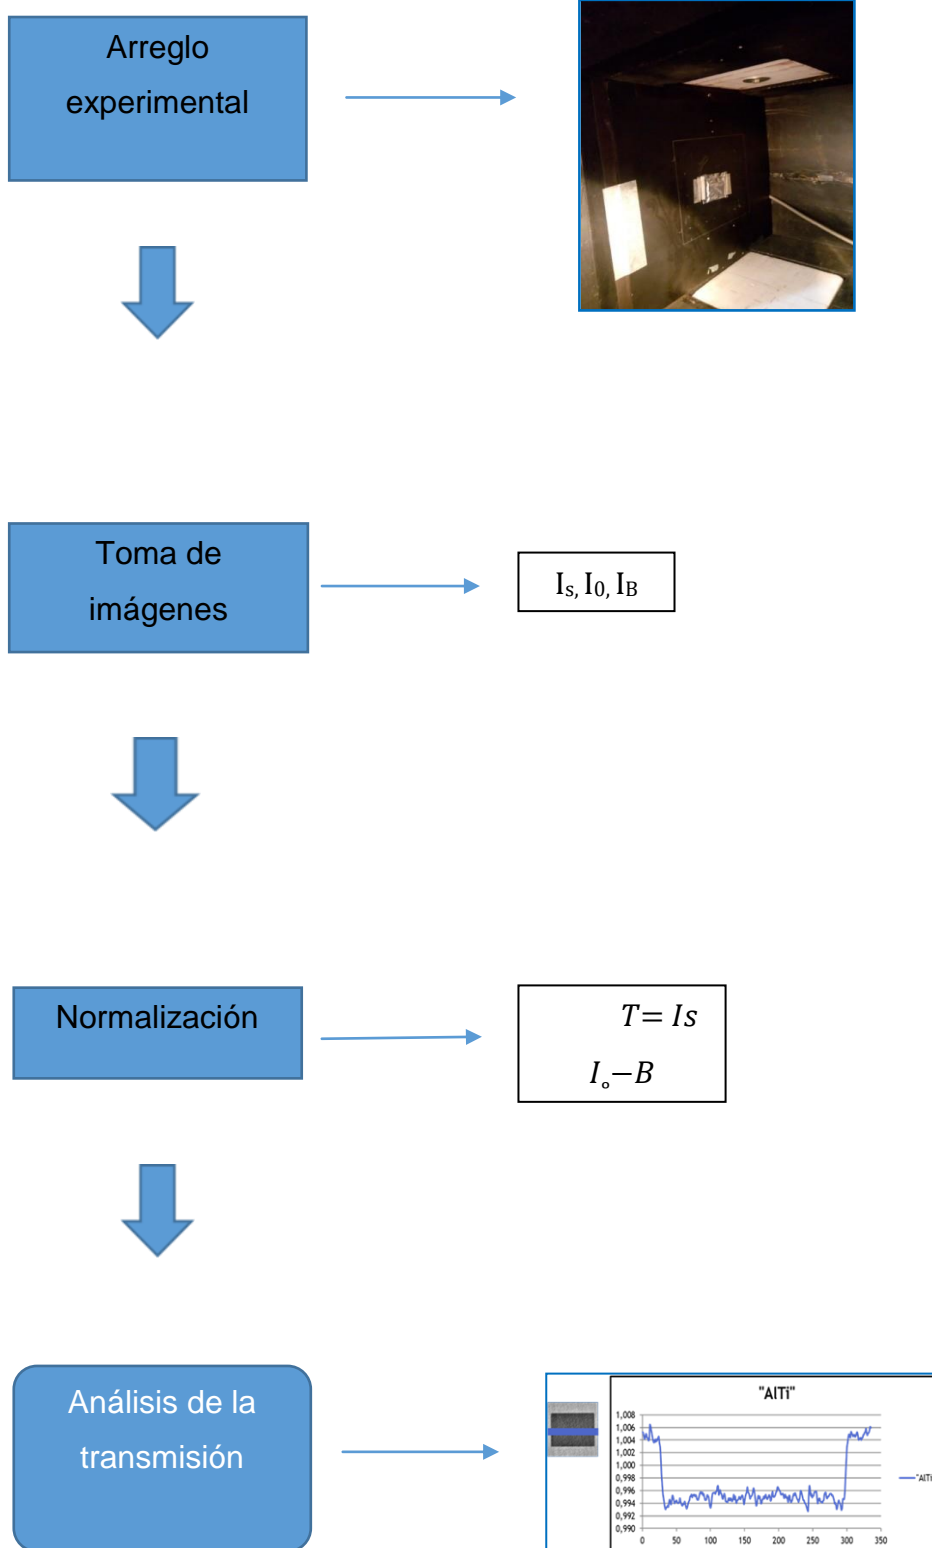 Arreglo
experimental
Toma de
imágenes
Is, I0, IB
Normalización
T= Is
I₀−B
Análisis de la
transmisión
"AlTi"
1,008
1,006
1,004
1,002
1,000
0,998
0,996
0,994
0,992
0,990
0 50 100 150 200 250 300 350
"AlTi